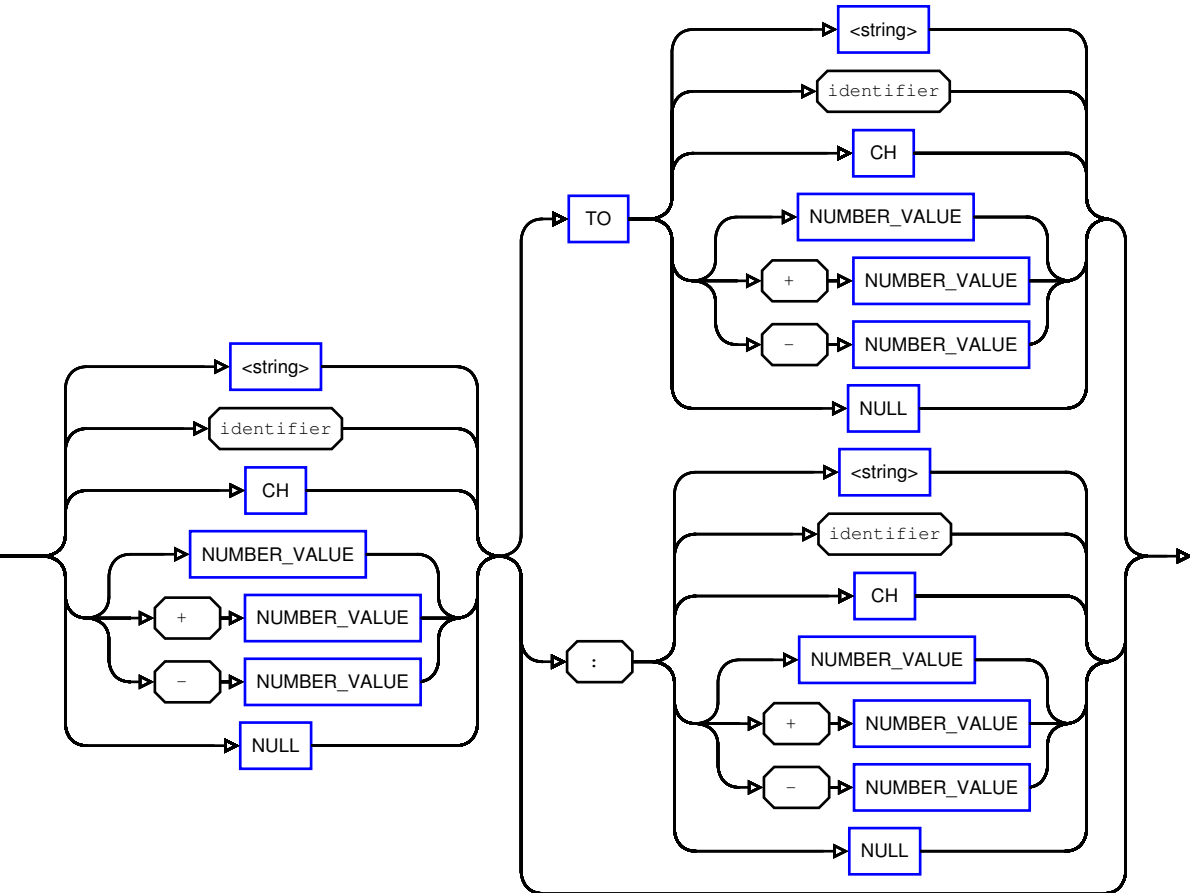 <string>
identifier
CH
NUMBER_VALUE
+ NUMBER_VALUE
- NUMBER_VALUE
NULL
TO
<string>
identifier
CH
NUMBER_VALUE
+ NUMBER_VALUE
- NUMBER_VALUE
NULL
:
<string>
identifier
CH
NUMBER_VALUE
+ NUMBER_VALUE
- NUMBER_VALUE
NULL